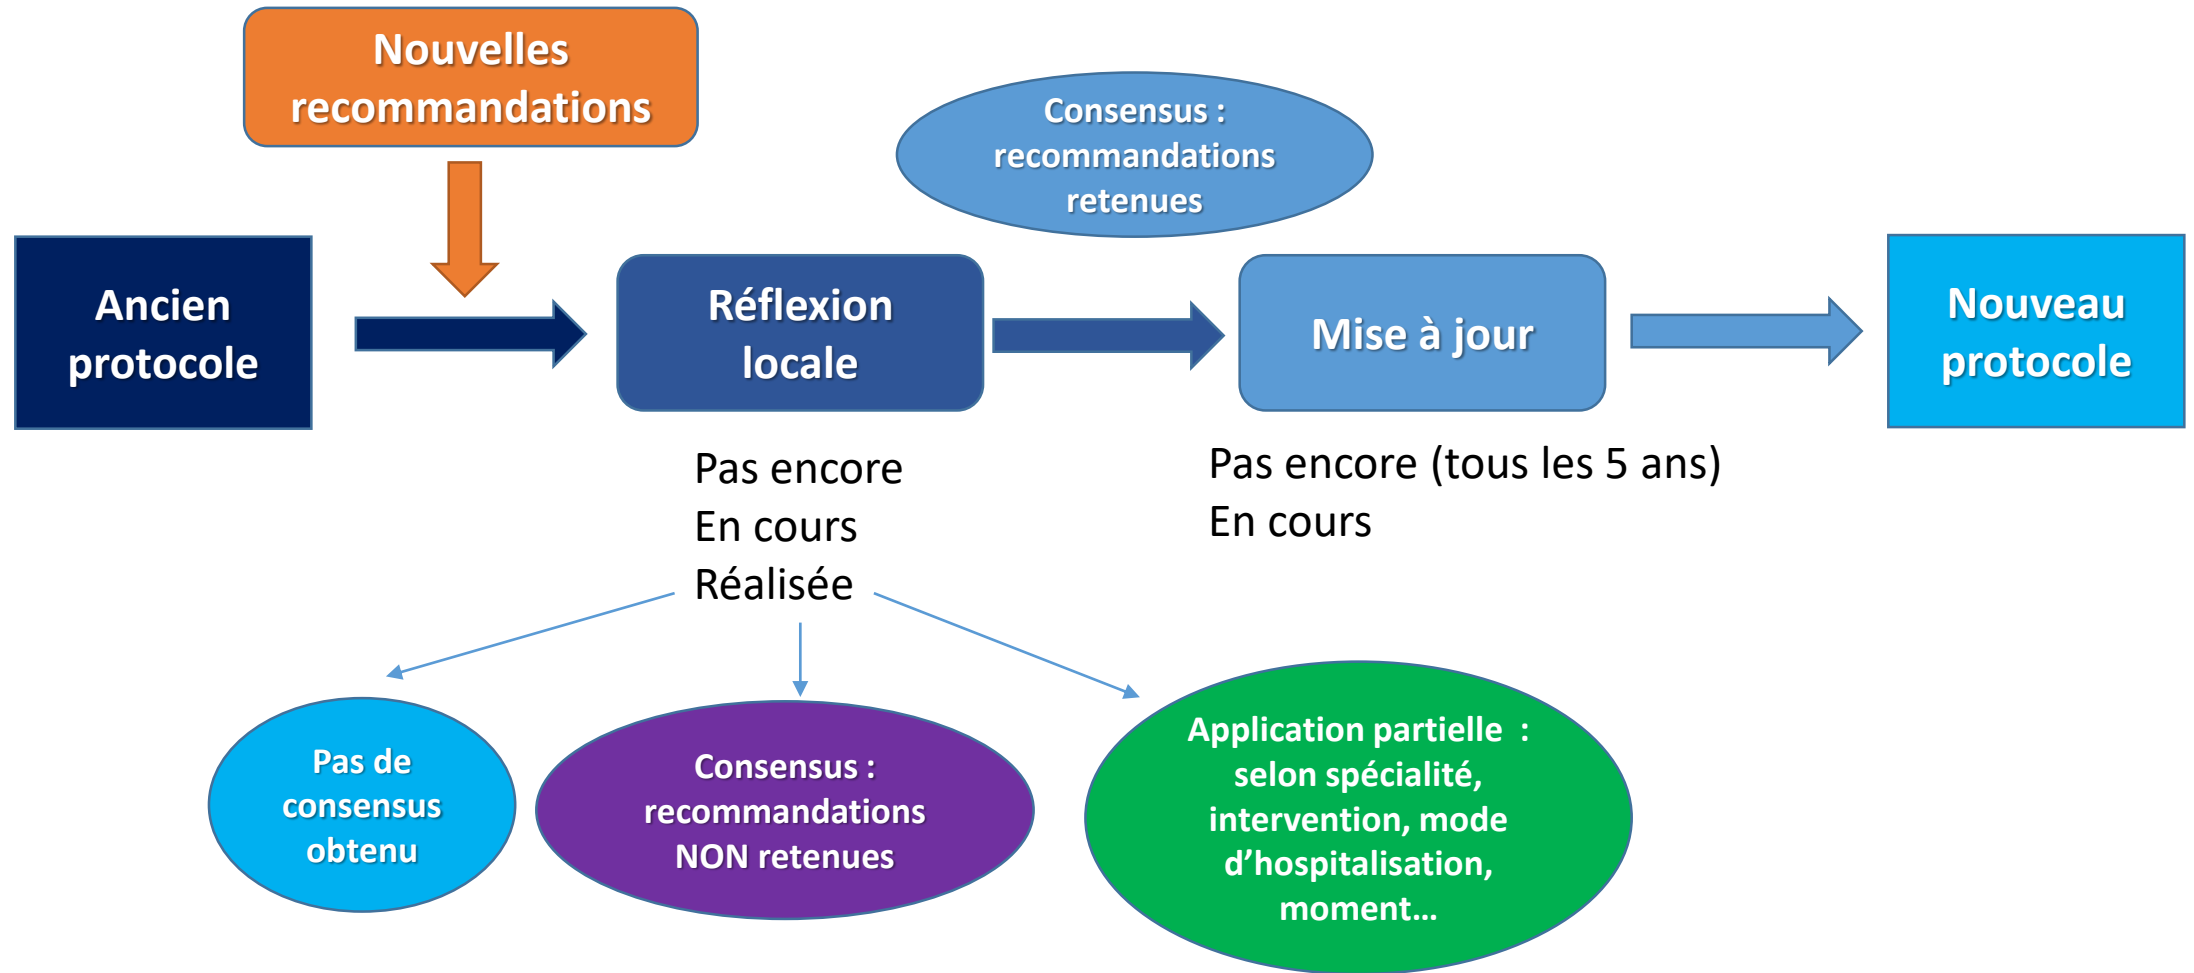 Nouvelles
recommandations
Consensus :
recommandations
retenues
Ancien
protocole
Réflexion
locale
Mise à jour
Nouveau
protocole
Pas encore
En cours
Réalisée
Pas encore (tous les 5 ans)
En cours
Pas de
consensus
obtenu
Consensus :
recommandations
NON retenues
Application partielle  :
selon spécialité,
intervention, mode
d’hospitalisation,
moment…